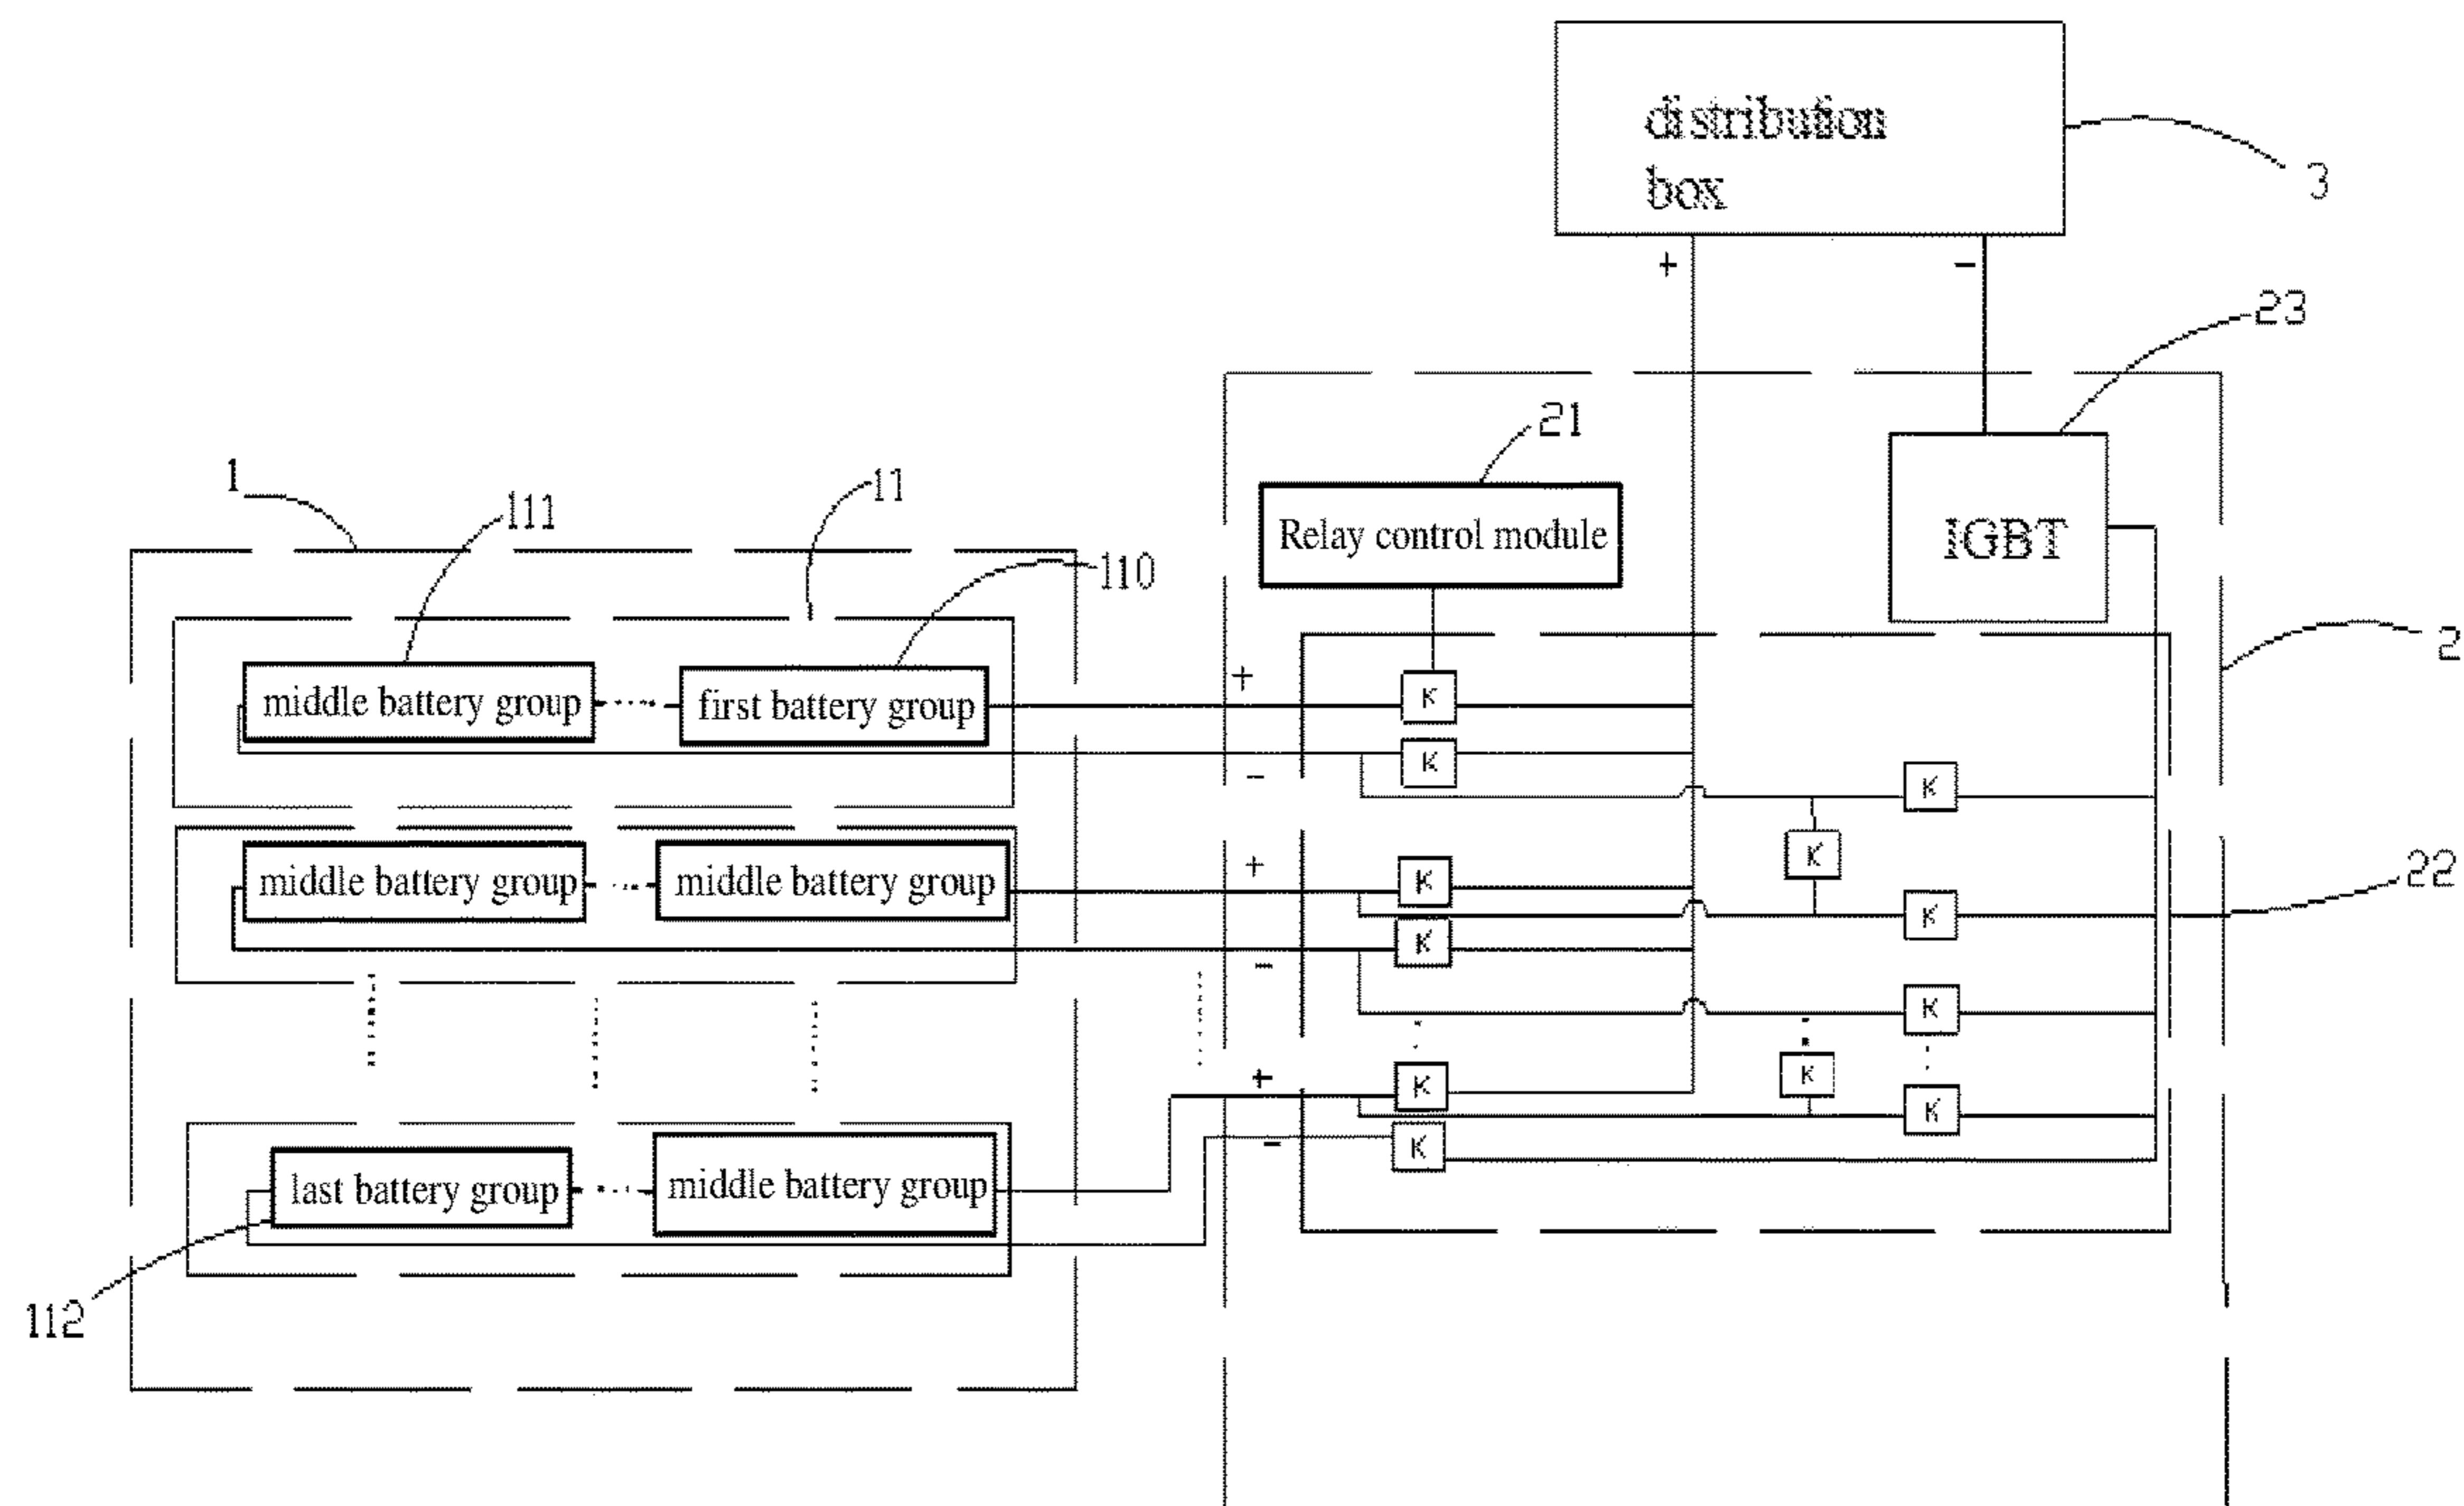 distribution
box
3
+
-
23
21
Relay control module
IGBT
1
111
11
110
2
middle battery group
first battery group
+
K
-
K
K
K
middle battery group
middle battery group
+
K
K
22
-
K
K
+
K
K
K
-
K
last battery group
middle battery group
112